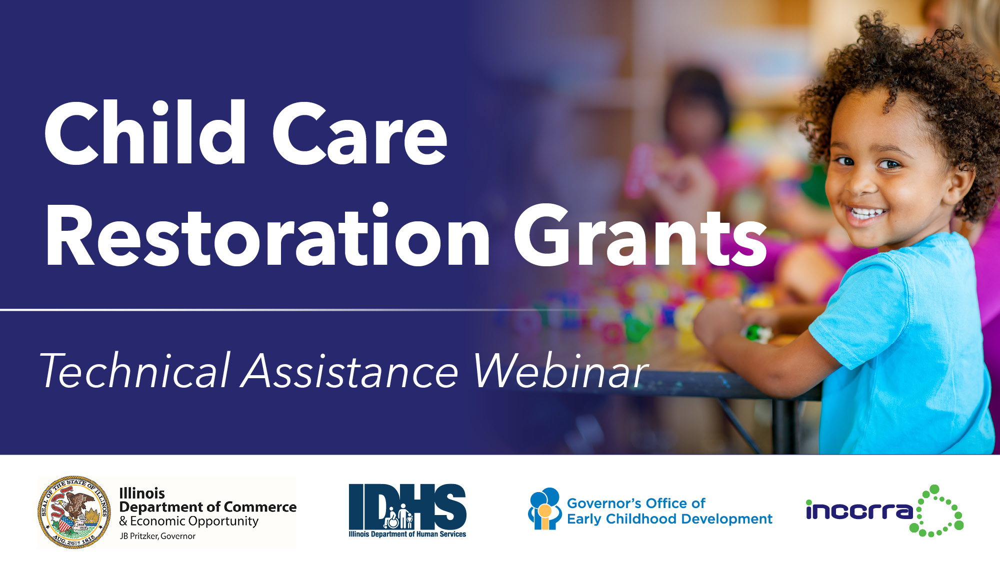 Child Care
Restoration Grants
Technical Assistance Webinar
SEAL OF THE STATE OF ILLINOIS
1868
1818
AUG. 26TH 1818
Illinois
Department of Commerce
& Economic Opportunity
JB Pritzker, Governor
IDHS
Illinois Department of Human Services
Governor's Office of
Early Childhood Development
inccrra